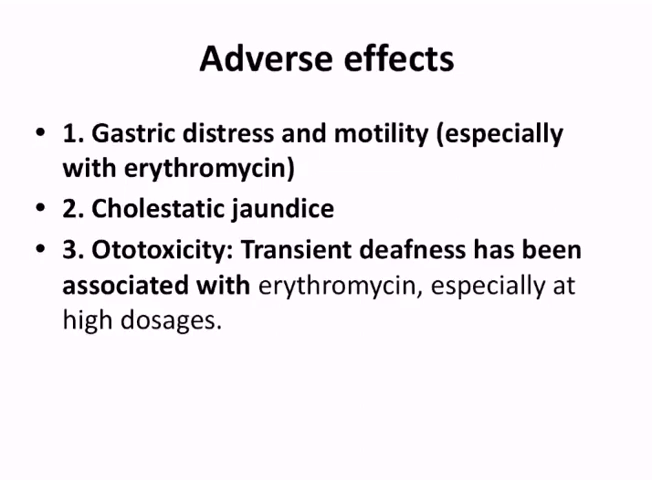 Adverse effects
• 1. Gastric distress and motility (especially
with erythromycin)
• 2. Cholestatic jaundice
• 3. Ototoxicity: Transient deafness has been
associated with erythromycin, especially at
high dosages.